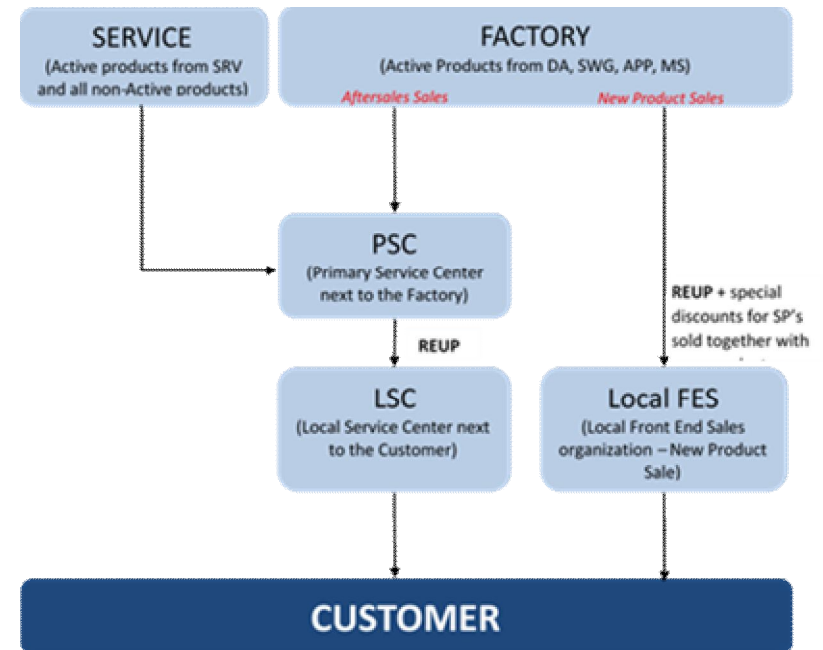 SERVICE
(Active products from SRV
and all non-Active products)
FACTORY
(Active Products from DA, SWG, APP, MS)
Aftersales Sales
New Product Sales
PSC
(Primary Service Center
next to the Factory)
REUP + special
discounts for SP's
sold together with
REUP
LSC
(Local Service Center next
to the Customer)
Local FES
(Local Front End Sales
organization – New Product
Sale)
CUSTOMER